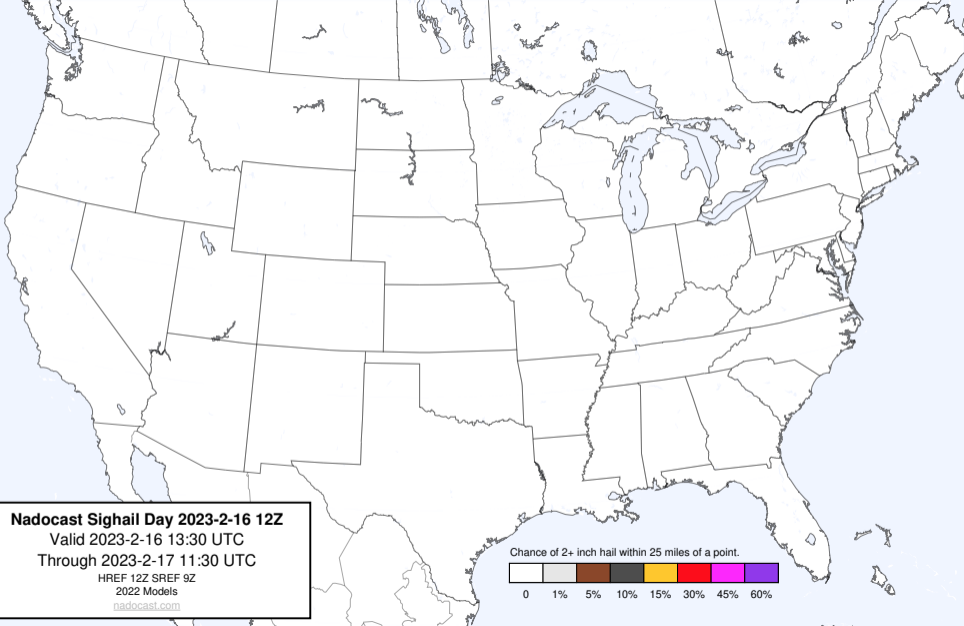 Nadocast Sighail Day 2023-2-16 12Z
Valid 2023-2-16 13:30 UTC
Through 2023-2-17 11:30 UTC
HREF 12Z SREF 9Z
2022 Models
nadocast.com
Chance of 2+ inch hail within 25 miles of a point.
0 1% 5% 10% 15% 30% 45% 60%